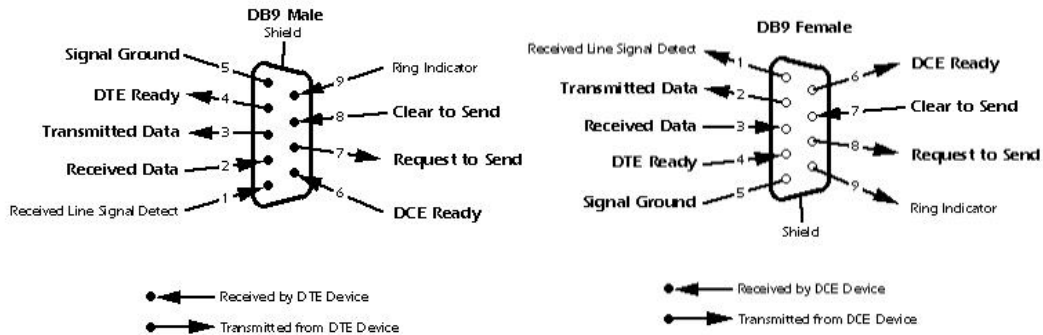 DB9 Male
Shield
Signal Ground
5
9
Ring Indicator
DTE Ready
4
8
Clear to Send
Transmitted Data
3
7
Request to Send
Received Data
2
6
DCE Ready
Received Line Signal Detect
1
Received by DTE Device
Transmitted from DTE Device
DB9 Female
Received Line Signal Detect
1
6
DCE Ready
Transmitted Data
2
7
Clear to Send
Received Data
3
8
Request to Send
DTE Ready
4
9
Ring Indicator
Signal Ground
5
Shield
Received by DCE Device
Transmitted from DCE Device